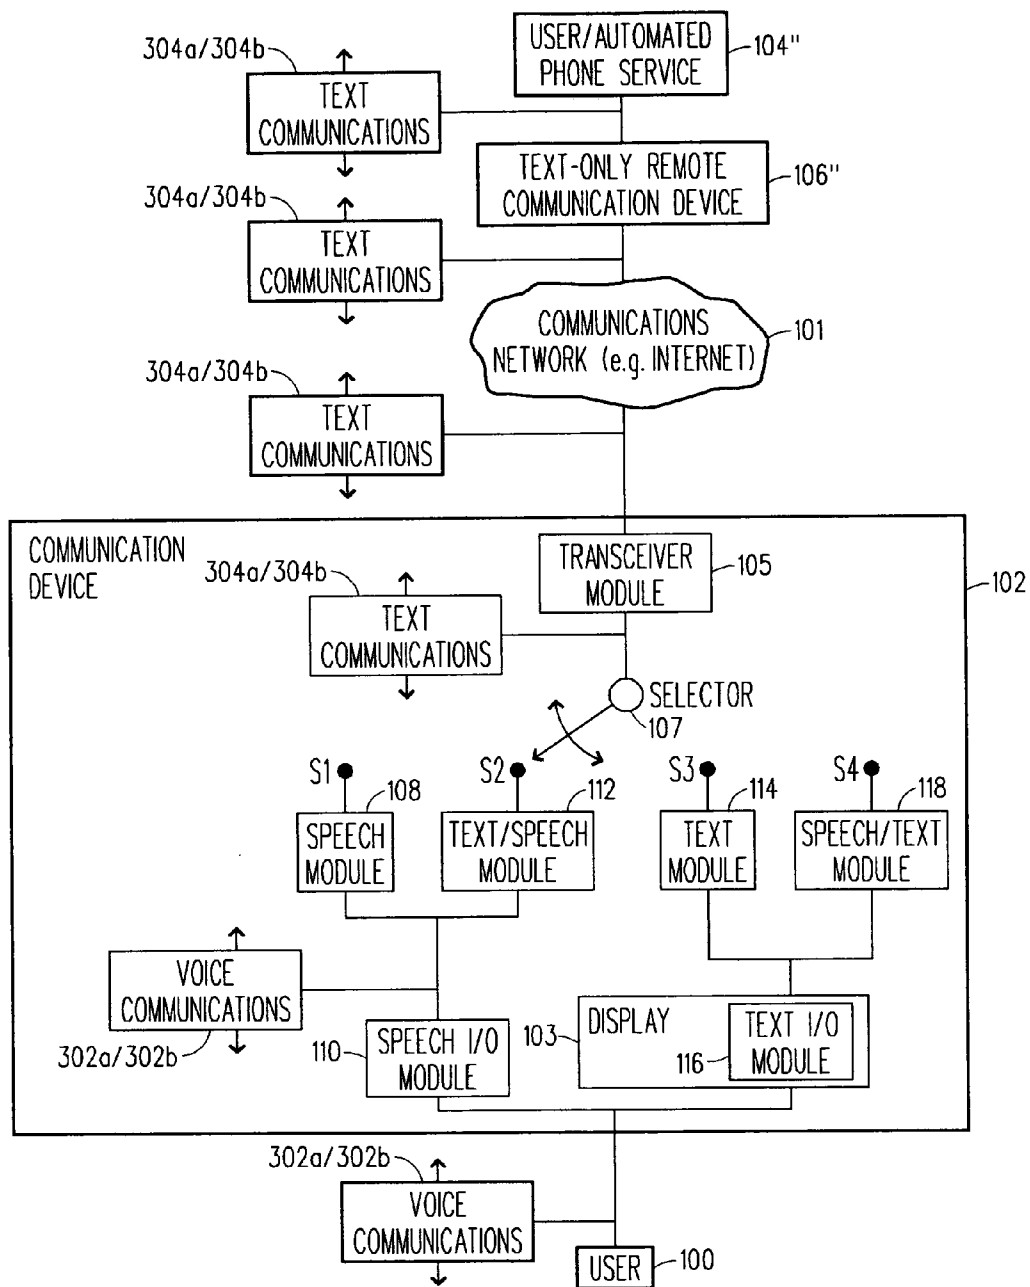 304a/304b
USER/AUTOMATED
PHONE SERVICE
104"
TEXT
COMMUNICATIONS
TEXT-ONLY REMOTE
COMMUNICATION DEVICE
106"
304a/304b
TEXT
COMMUNICATIONS
COMMUNICATIONS
NETWORK (e.g. INTERNET)
101
304a/304b
TEXT
COMMUNICATIONS
COMMUNICATION
DEVICE
TRANSCEIVER
MODULE
105
102
304a/304b
TEXT
COMMUNICATIONS
SELECTOR
107
S1
S2
S3
S4
108
112
114
118
SPEECH
MODULE
TEXT/SPEECH
MODULE
TEXT
MODULE
SPEECH/TEXT
MODULE
VOICE
COMMUNICATIONS
302a/302b
110
SPEECH I/O
MODULE
103
DISPLAY
116
TEXT I/O
MODULE
302a/302b
VOICE
COMMUNICATIONS
USER
100